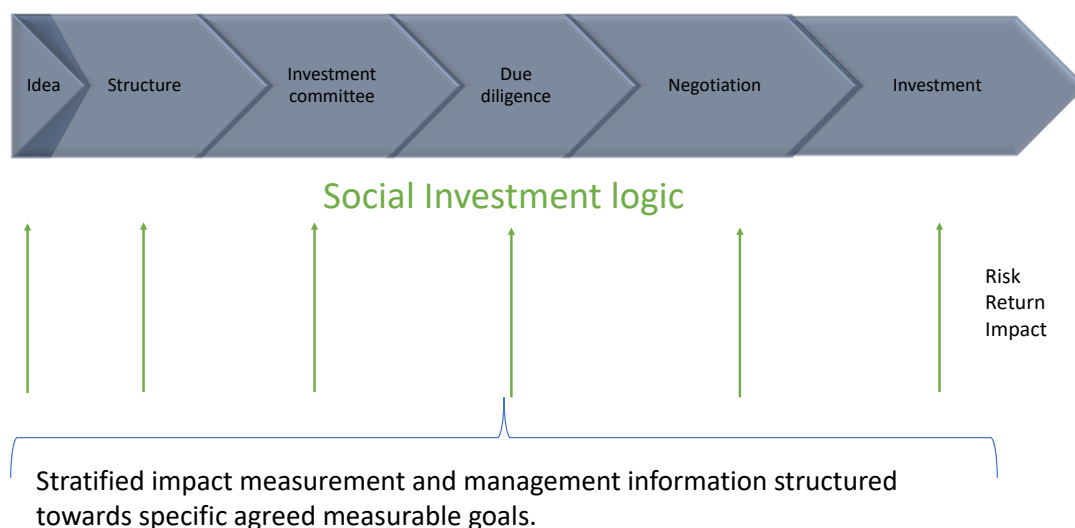 Idea
Structure
Investment
committee
Due
diligence
Negotiation
Investment
Social Investment logic
Risk
Return
Impact
Stratified impact measurement and management information structured
towards specific agreed measurable goals.